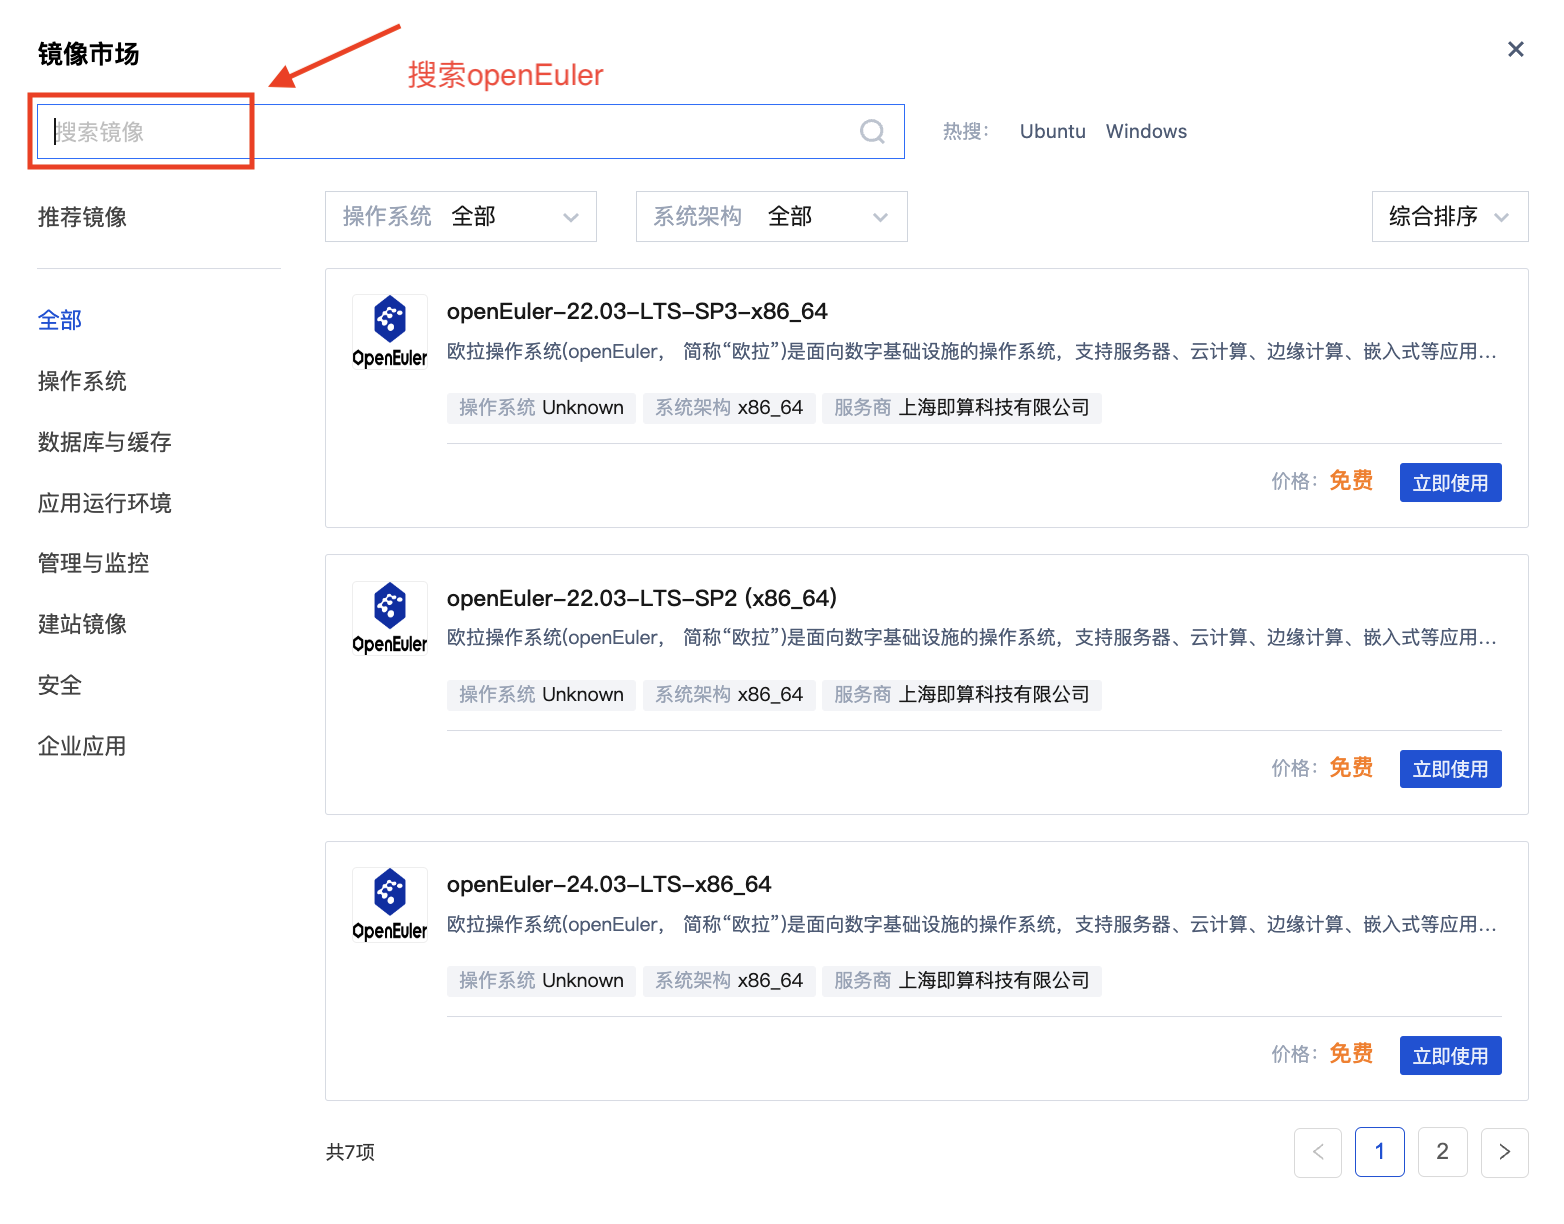 镜像市场
搜索openEuler
搜索镜像
热搜： Ubuntu Windows
推荐镜像
操作系统 全部
系统架构 全部
综合排序
全部
操作系统
数据库与缓存
应用运行环境
管理与监控
建站镜像
安全
企业应用
OpenEuler
openEuler-22.03-LTS-SP3-x86_64
欧拉操作系统(openEuler， 简称“欧拉”)是面向数字基础设施的操作系统，支持服务器、云计算、边缘计算、嵌入式等应用...
操作系统 Unknown 系统架构 x86_64 服务商 上海即算科技有限公司
价格： 免费 立即使用
OpenEuler
openEuler-22.03-LTS-SP2 (x86_64)
欧拉操作系统(openEuler， 简称“欧拉”)是面向数字基础设施的操作系统，支持服务器、云计算、边缘计算、嵌入式等应用...
操作系统 Unknown 系统架构 x86_64 服务商 上海即算科技有限公司
价格： 免费 立即使用
OpenEuler
openEuler-24.03-LTS-x86_64
欧拉操作系统(openEuler， 简称“欧拉”)是面向数字基础设施的操作系统，支持服务器、云计算、边缘计算、嵌入式等应用...
操作系统 Unknown 系统架构 x86_64 服务商 上海即算科技有限公司
价格： 免费 立即使用
共7项
< 1 2 >